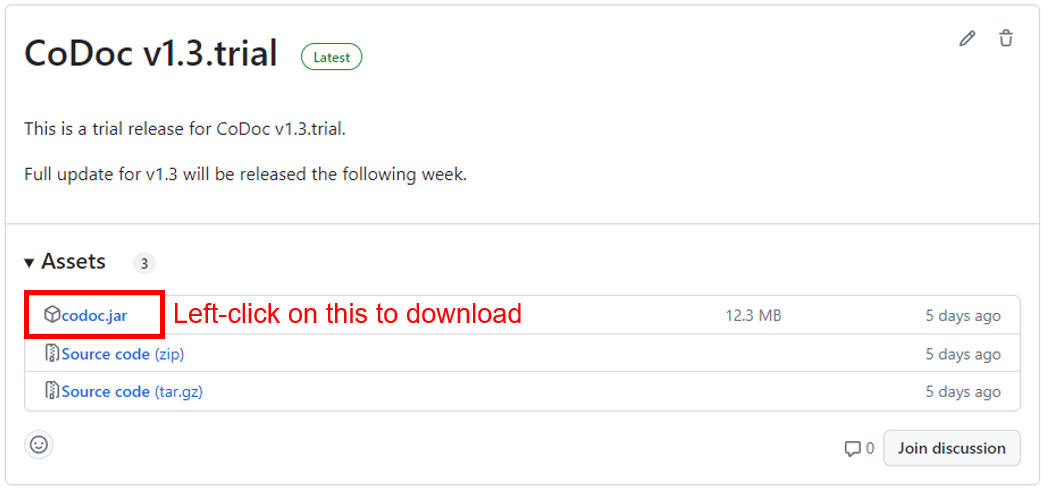 CoDoc v1.3.trial Latest
This is a trial release for CoDoc v1.3.trial.
Full update for v1.3 will be released the following week.
Assets 3
codoc.jar Left-click on this to download 12.3 MB 5 days ago
Source code (zip) 5 days ago
Source code (tar.gz) 5 days ago
0 Join discussion